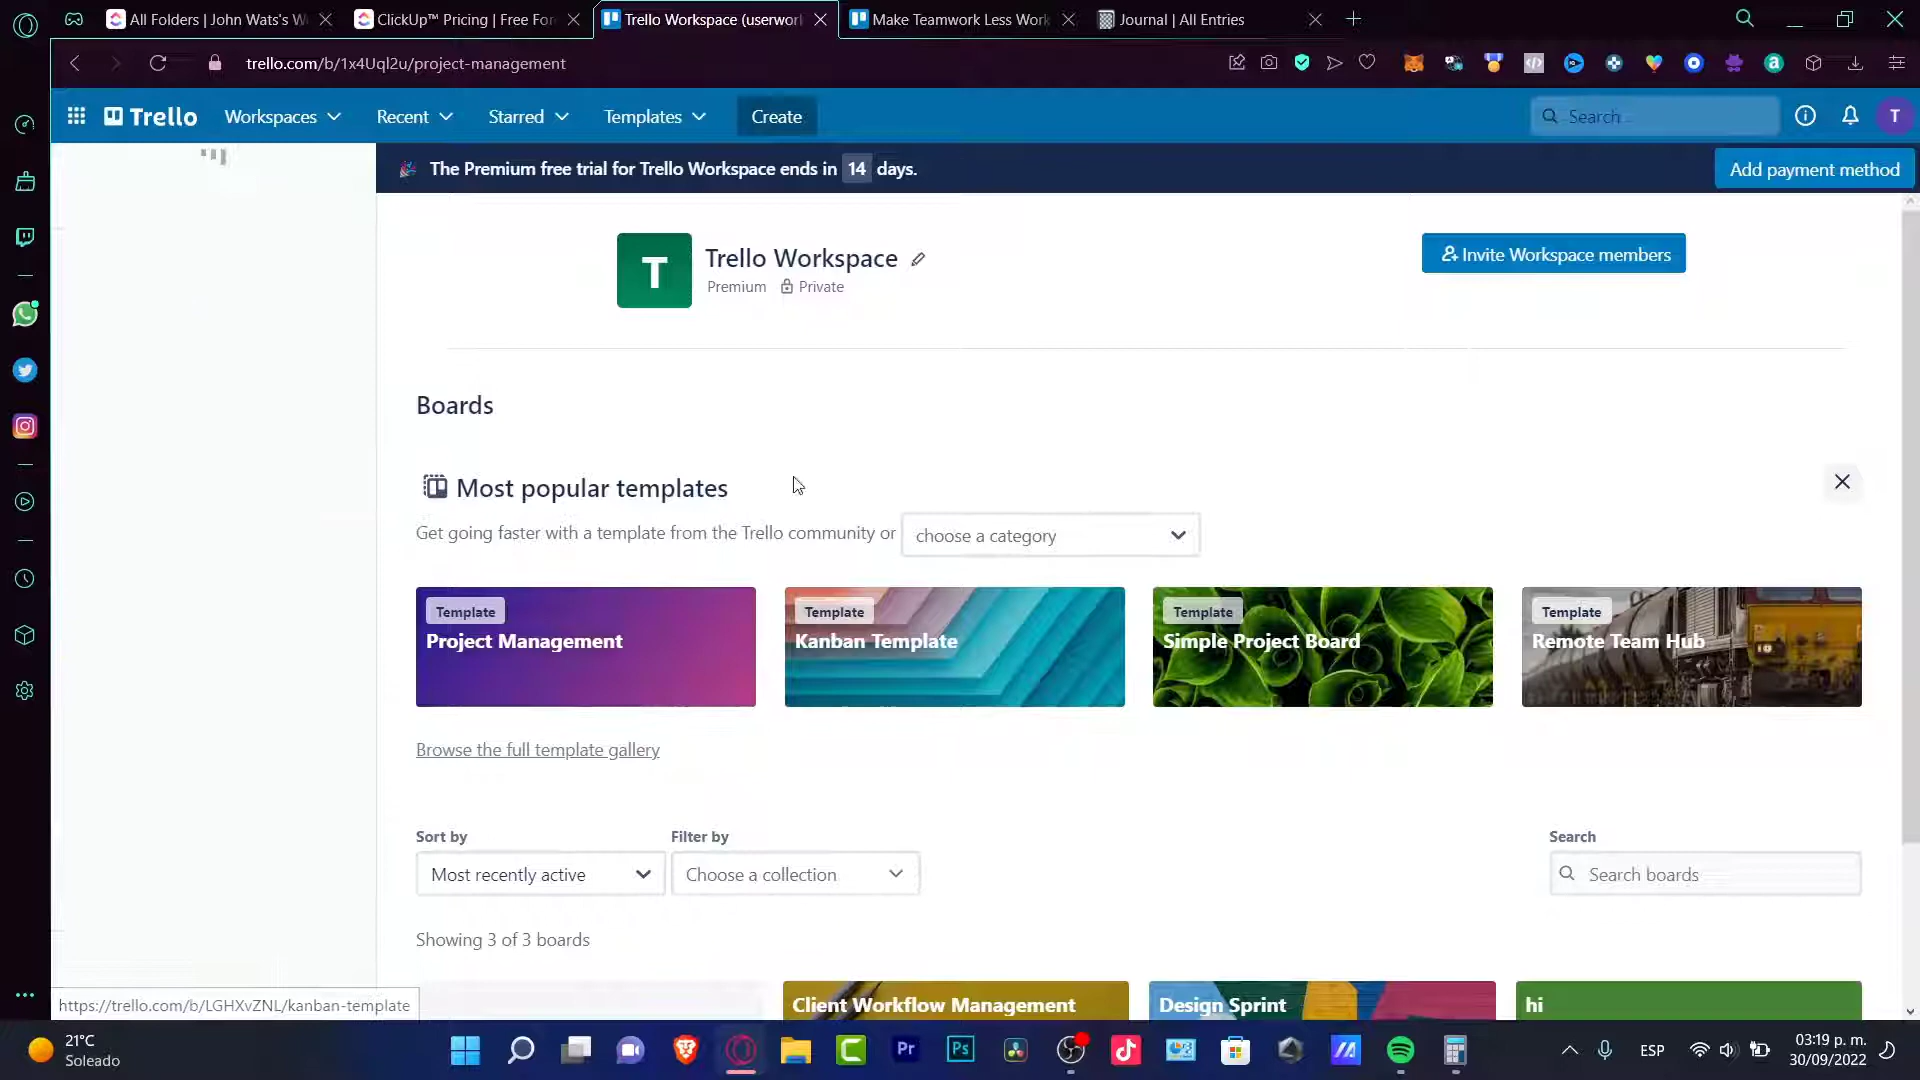 All Folders | John Wats's W
ClickUp™ Pricing | Free For
Trello Workspace (userworl
Make Teamwork Less Work
Journal | All Entries
trello.com/b/1x4Uql2u/project-management
Trello
Workspaces
Recent
Starred
Templates
Create
Search
T
The Premium free trial for Trello Workspace ends in 14 days.
Add payment method
T
Trello Workspace
Premium
Private
Invite Workspace members
Boards
Most popular templates
Get going faster with a template from the Trello community or
choose a category
Template
Project Management
Template
Kanban Template
Template
Simple Project Board
Template
Remote Team Hub
Browse the full template gallery
Sort by
Filter by
Search
Most recently active
Choose a collection
Search boards
Showing 3 of 3 boards
https://trello.com/b/LGHXvZNL/kanban-template
Client Workflow Management
Design Sprint
hi
21°C
Soleado
Pr
Ps
ESP
03:19 p. m.
30/09/2022